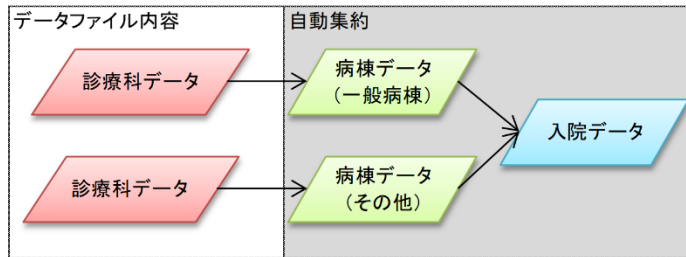 データファイル内容
自動集約
診療科データ
病棟データ
(一般病棟)
入院データ
診療科データ
病棟データ
(その他)